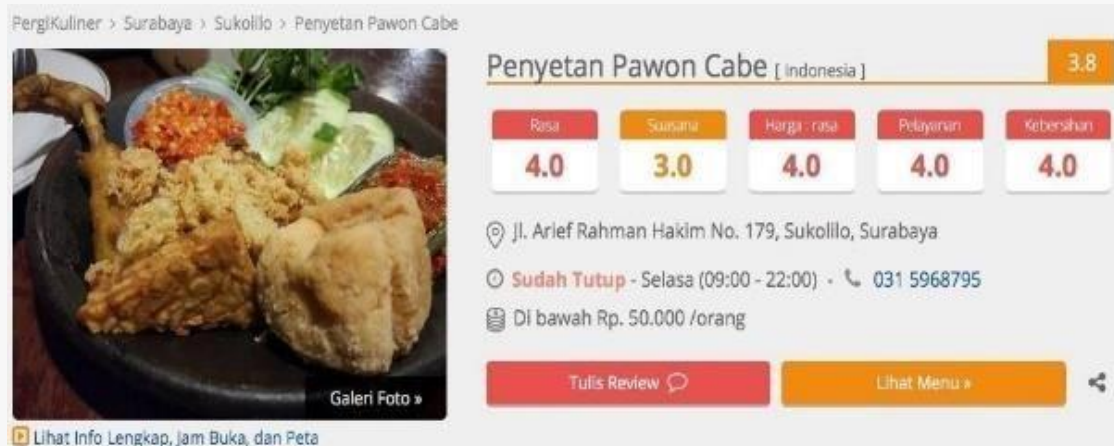 PergiKuliner > Surabaya > Sukolilo > Penyetan Pawon Cabe
Penyetan Pawon Cabe [ Indonesia ]
3.8
Rasa Suasana Harga : rasa Pelayanan Kebersihan
4.0 3.0 4.0 4.0 4.0
Jl. Arief Rahman Hakim No. 179, Sukolilo, Surabaya
Sudah Tutup - Selasa (09:00 - 22:00) - 031 5968795
Di bawah Rp. 50.000 /orang
Galeri Foto »
Tulis Review
Lihat Menu »
Lihat Info Lengkap, Jam Buka, dan Peta